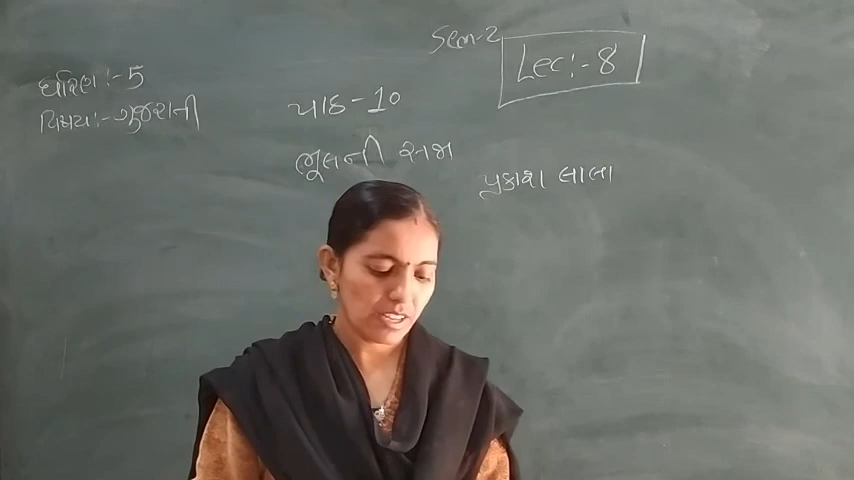 Sem-2
Lec:-8
ધોરણ:-5
વિષય:-ગુજરાતી
પાઠ-10
ભૂલની સજા
પ્રકાશ લાલા